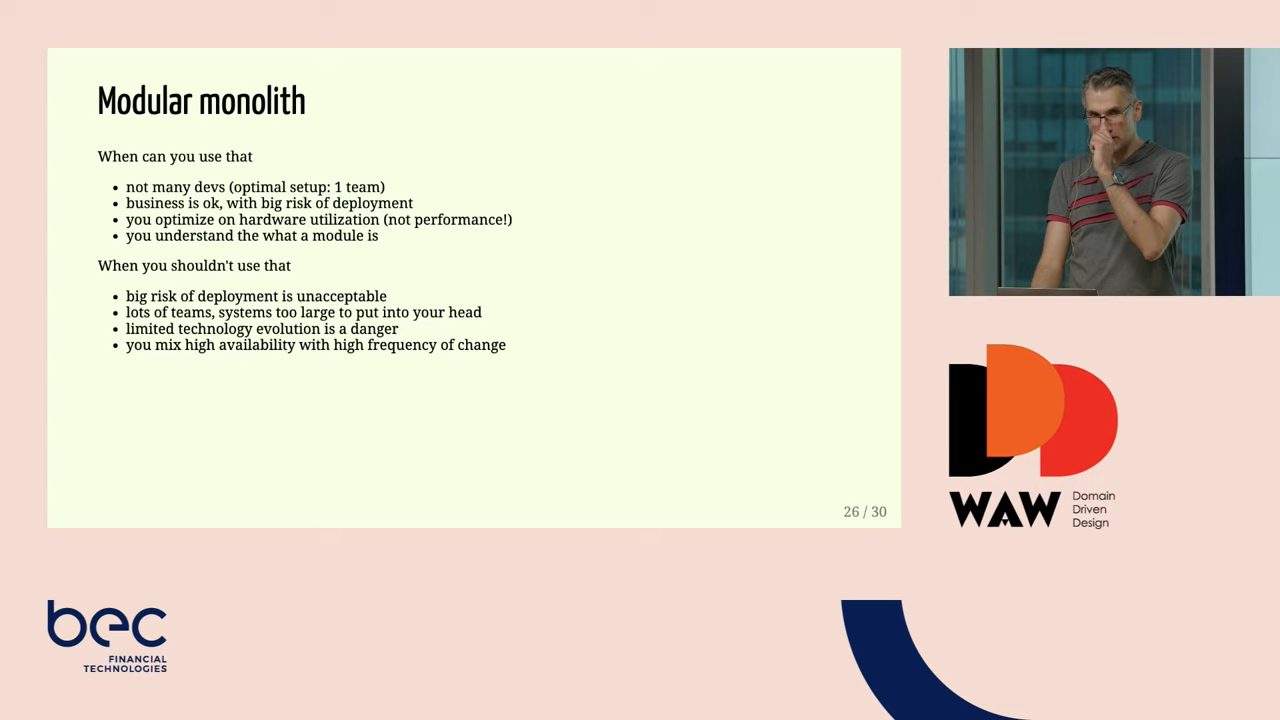 Modular monolith
When can you use that
• not many devs (optimal setup: 1 team)
• business is ok, with big risk of deployment
• you optimize on hardware utilization (not performance!)
• you understand the what a module is
When you shouldn't use that
• big risk of deployment is unacceptable
• lots of teams, systems too large to put into your head
• limited technology evolution is a danger
• you mix high availability with high frequency of change
26 / 30
DDD
WAW
Domain
Driven
Design
bec
FINANCIAL
TECHNOLOGIES